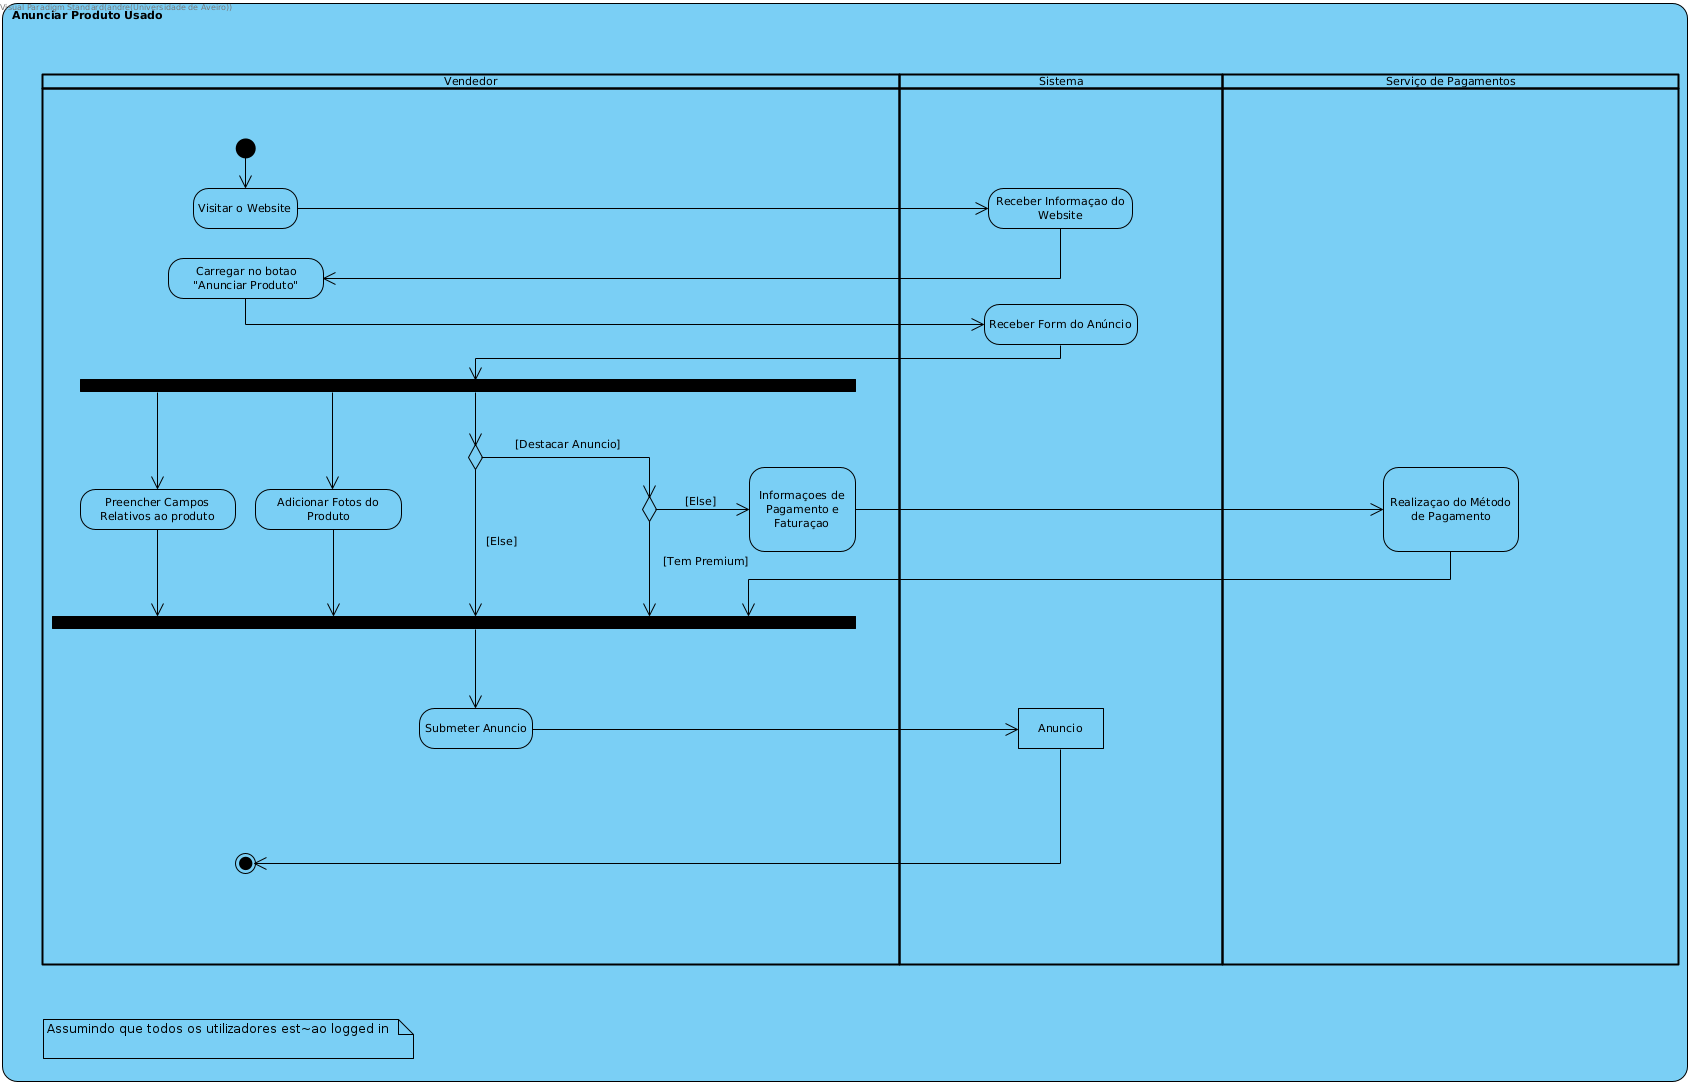 Visual Paradigm Standard(andre(Universidade de Aveiro))
Anunciar Produto Usado
Vendedor
Sistema
Serviço de Pagamentos
Visitar o Website
Receber Informaçao do
Website
Carregar no botao
"Anunciar Produto"
Receber Form do Anúncio
[Destacar Anuncio]
Preencher Campos
Relativos ao produto
Adicionar Fotos do
Produto
[Else]
[Else]
Informaçoes de
Pagamento e
Faturaçao
Realizaçao do Método
de Pagamento
[Tem Premium]
Submeter Anuncio
Anuncio
Assumindo que todos os utilizadores est~ao logged in